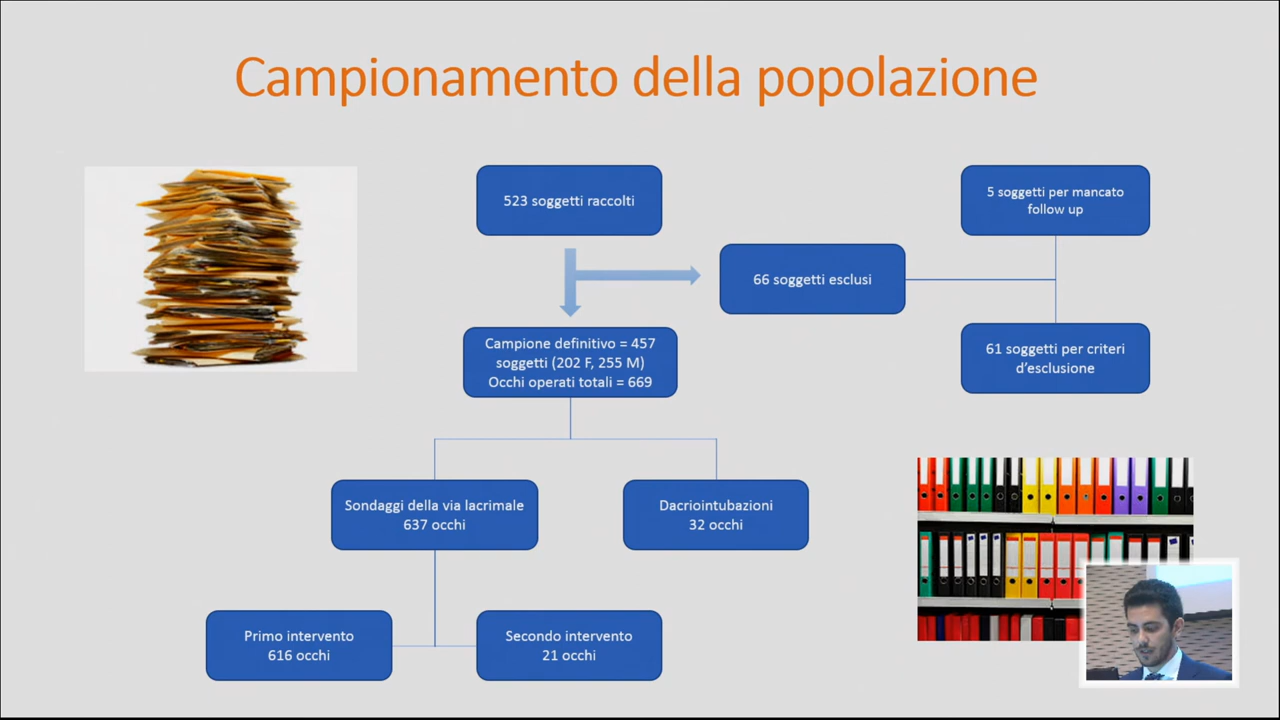 Campionamento della popolazione
523 soggetti raccolti
5 soggetti per mancato
follow up
66 soggetti esclusi
61 soggetti per criteri
d'esclusione
Campione definitivo = 457
soggetti (202 F, 255 M)
Occhi operati totali = 669
Sondaggi della via lacrimale
637 occhi
Dacriointubazioni
32 occhi
Primo intervento
616 occhi
Secondo intervento
21 occhi